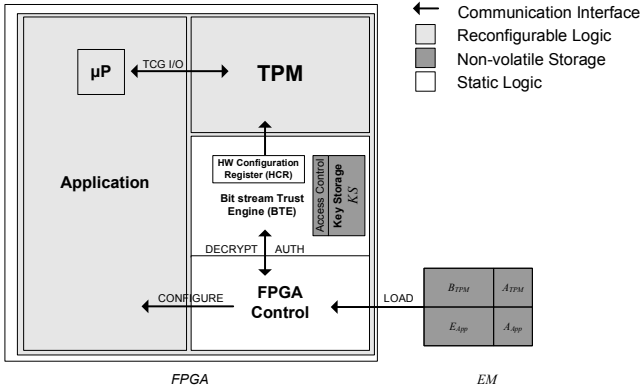 Communication Interface
Reconfigurable Logic
Non-volatile Storage
Static Logic
µP
TCG I/O
TPM
HW Configuration
Register (HCR)
Bit stream Trust
Engine (BTE)
Access Control
Key Storage
KS
Application
DECRYPT AUTH
CONFIGURE
FPGA
Control
LOAD
BTPM
ATPM
EApp
AApp
FPGA
EM